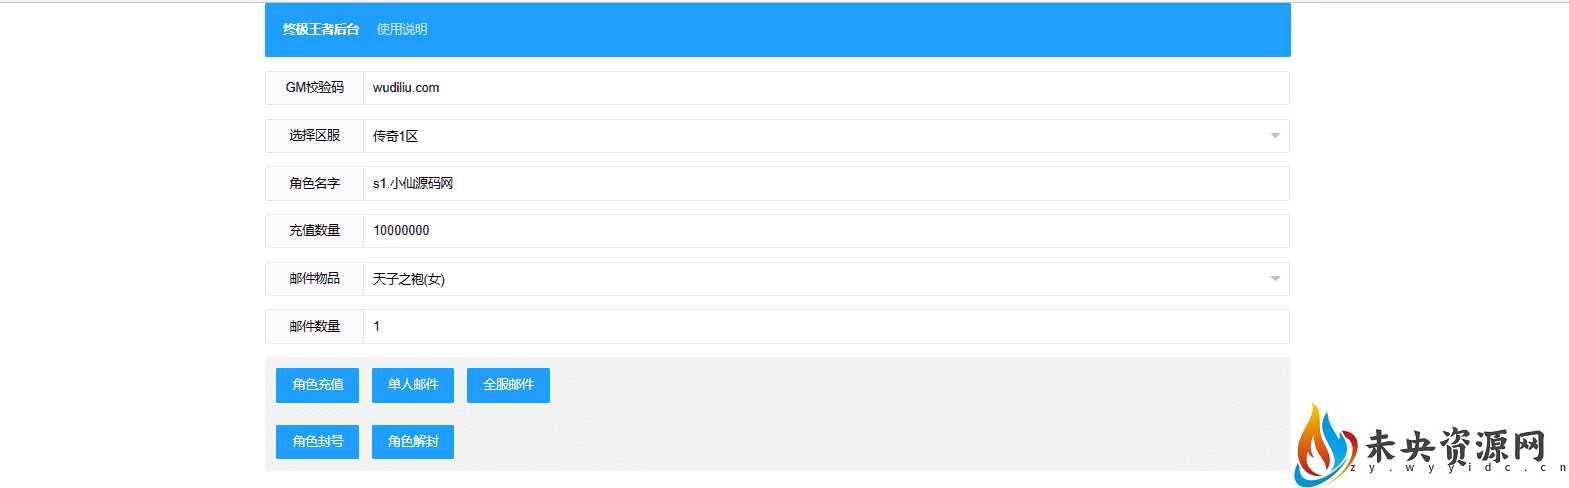 终极王者后台 使用说明
GM校验码 wudiliu.com
选择区服 传奇1区
角色名字 s1.小仙源码网
充值数量 10000000
邮件物品 天子之袍(女)
邮件数量 1
角色充值 单人邮件 全服邮件
角色封号 角色解封
未央资源网
zy.wyyidc.cn